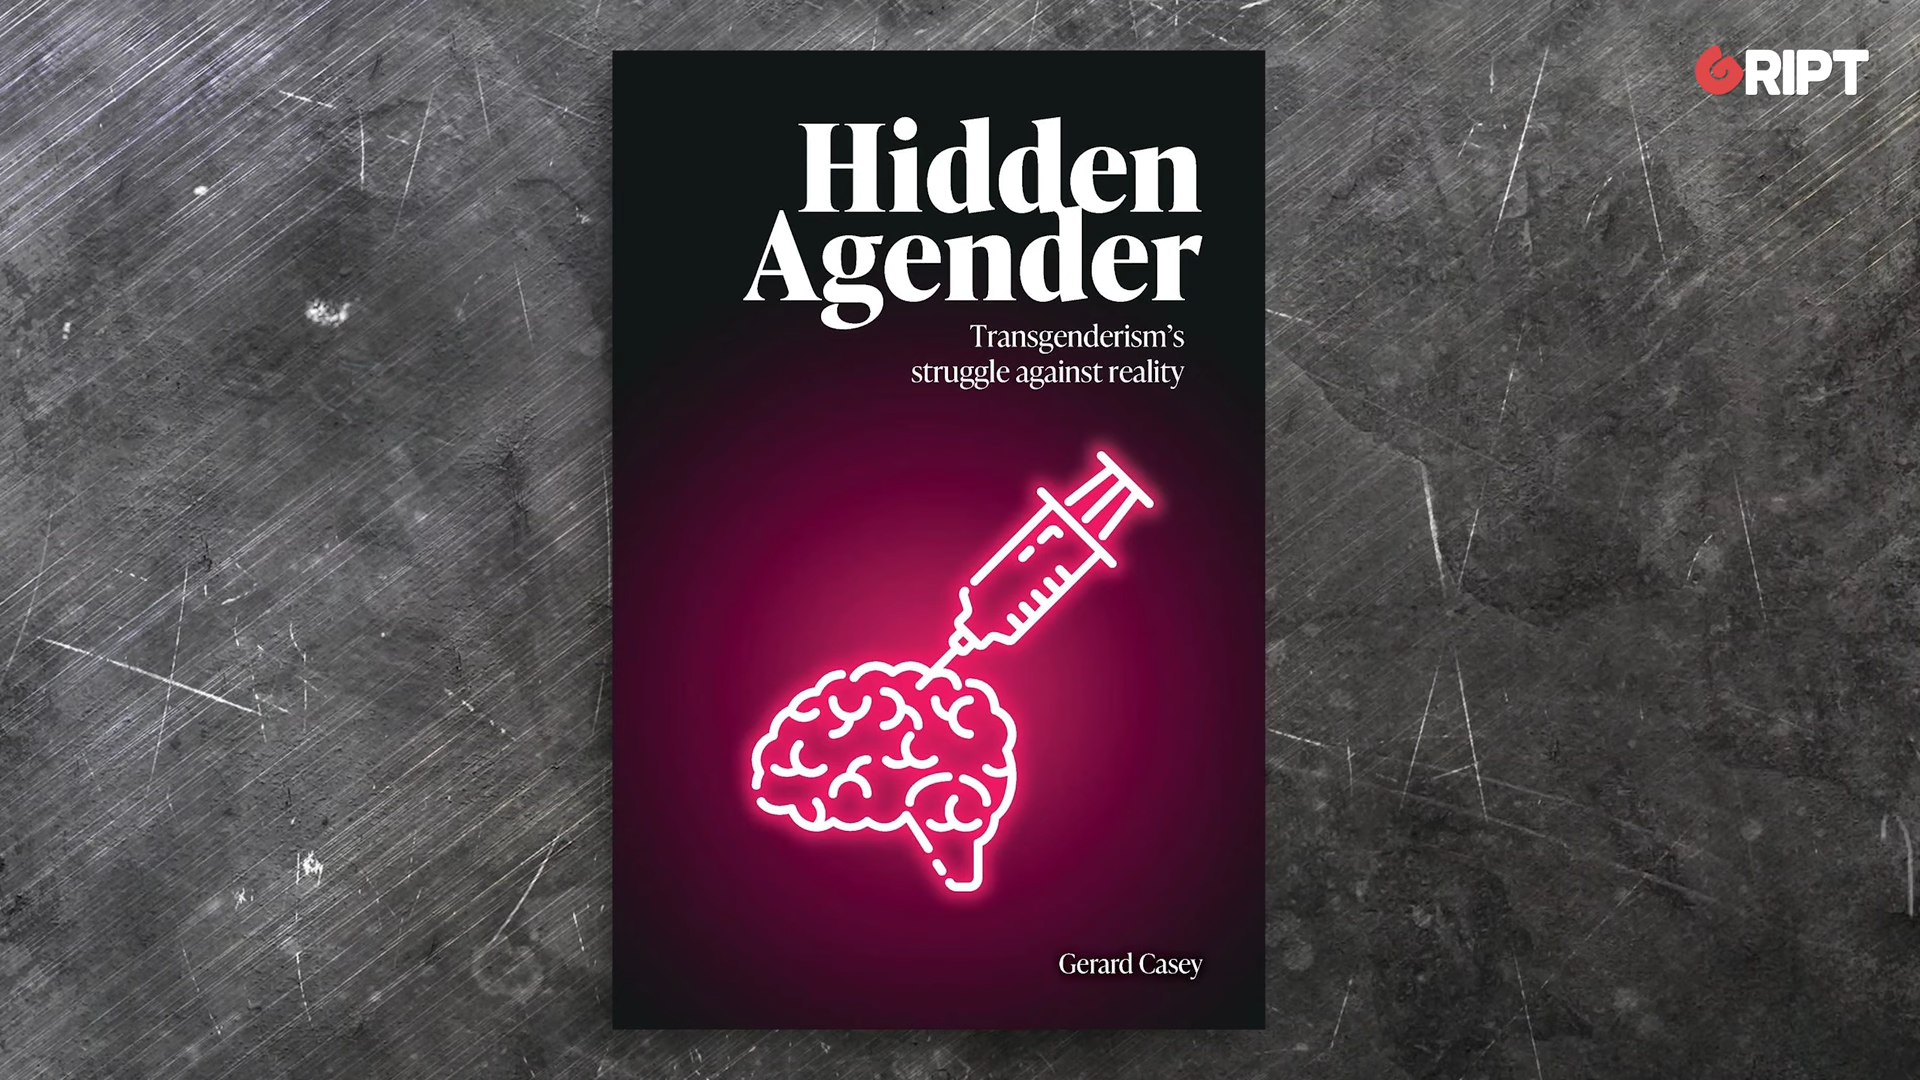 GRIPT
Hidden
Agender
Transgenderism's
struggle against reality
Gerard Casey